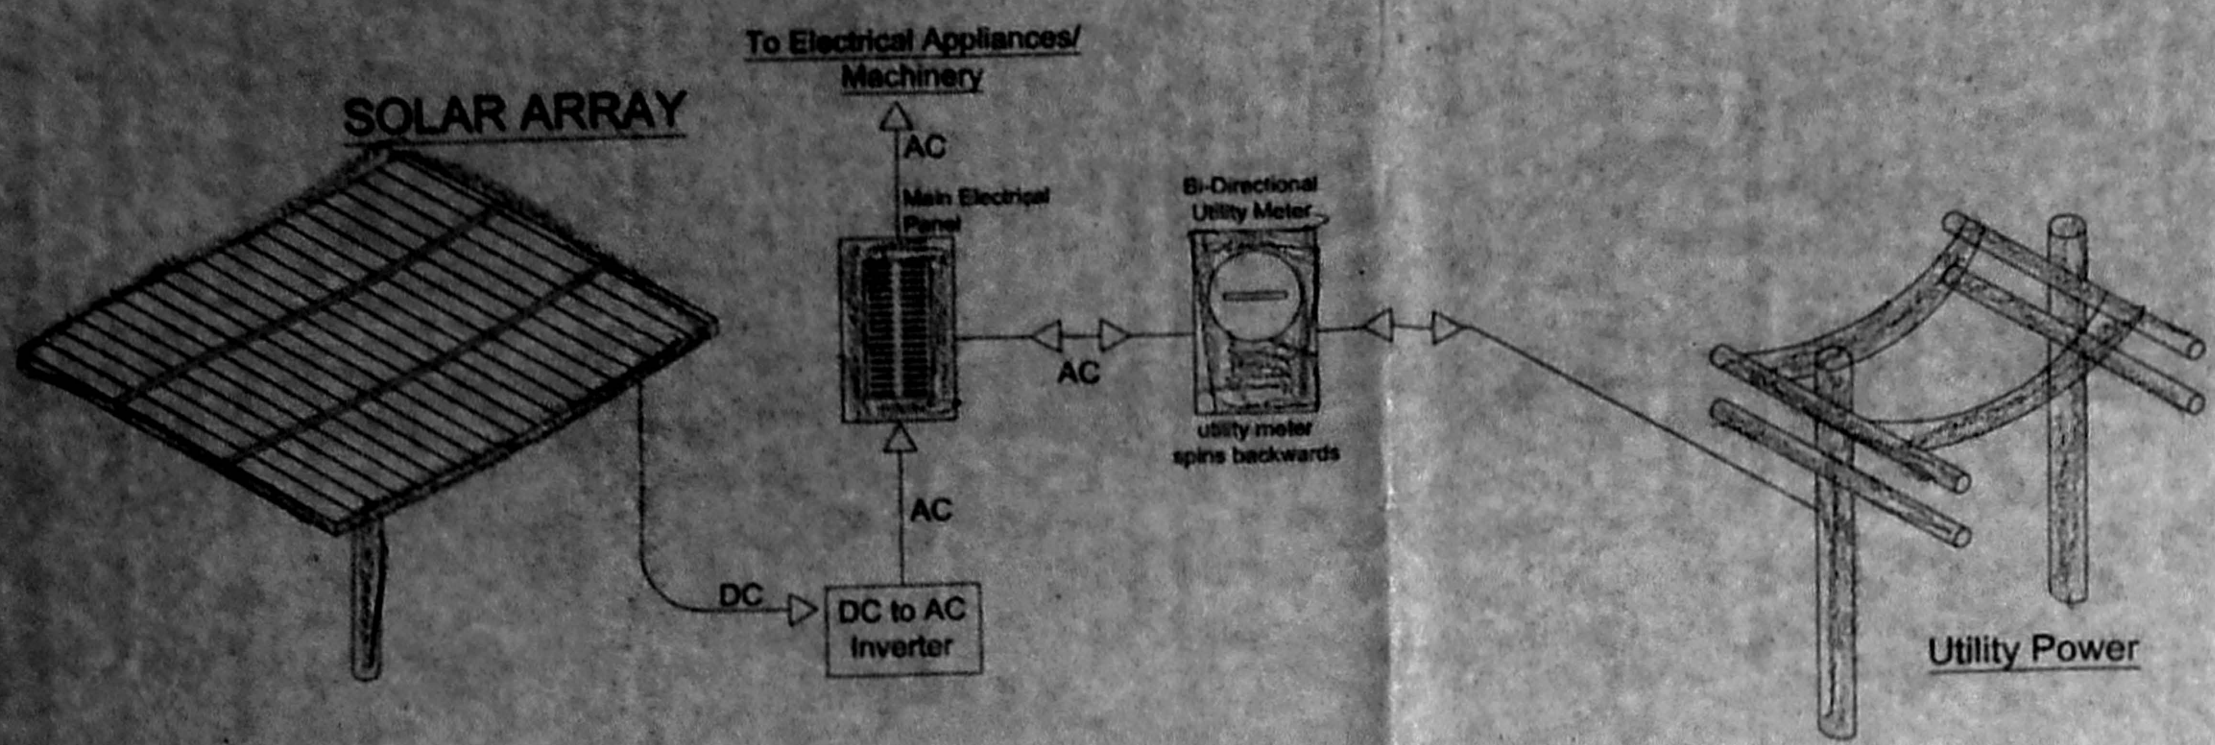 To Electrical Appliances/
Machinery
SOLAR ARRAY
AC
Main Electrical
Panel
Bi-Directional
Utility Meter
AC
utility meter
spins backwards
AC
DC
DC to AC
Inverter
Utility Power